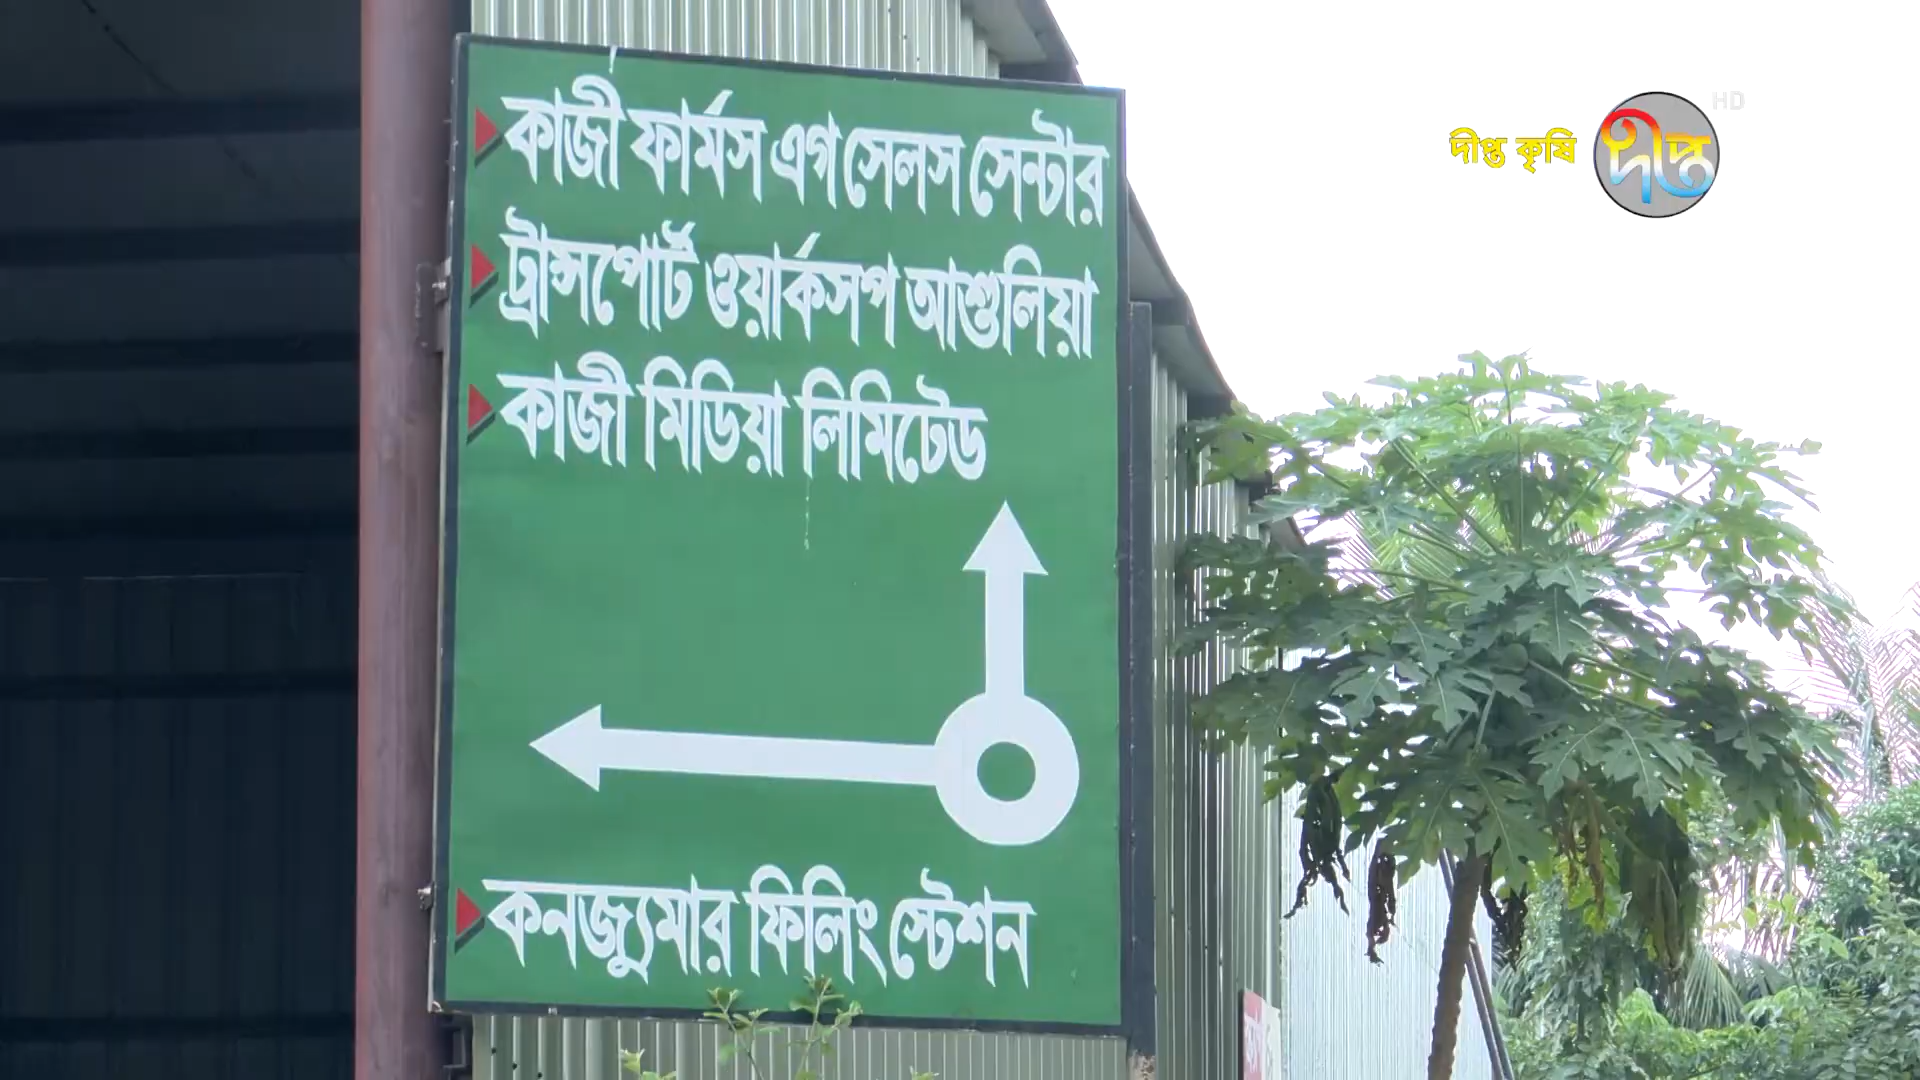 কাজী ফার্মস এগ সেলস সেন্টার
ট্রান্সপোর্ট ওয়ার্কসপ আশুলিয়া
কাজী মিডিয়া লিমিটেড
কনজ্যুমার ফিলিং স্টেশন
দীপ্ত কৃষি
দীপ্ত
HD